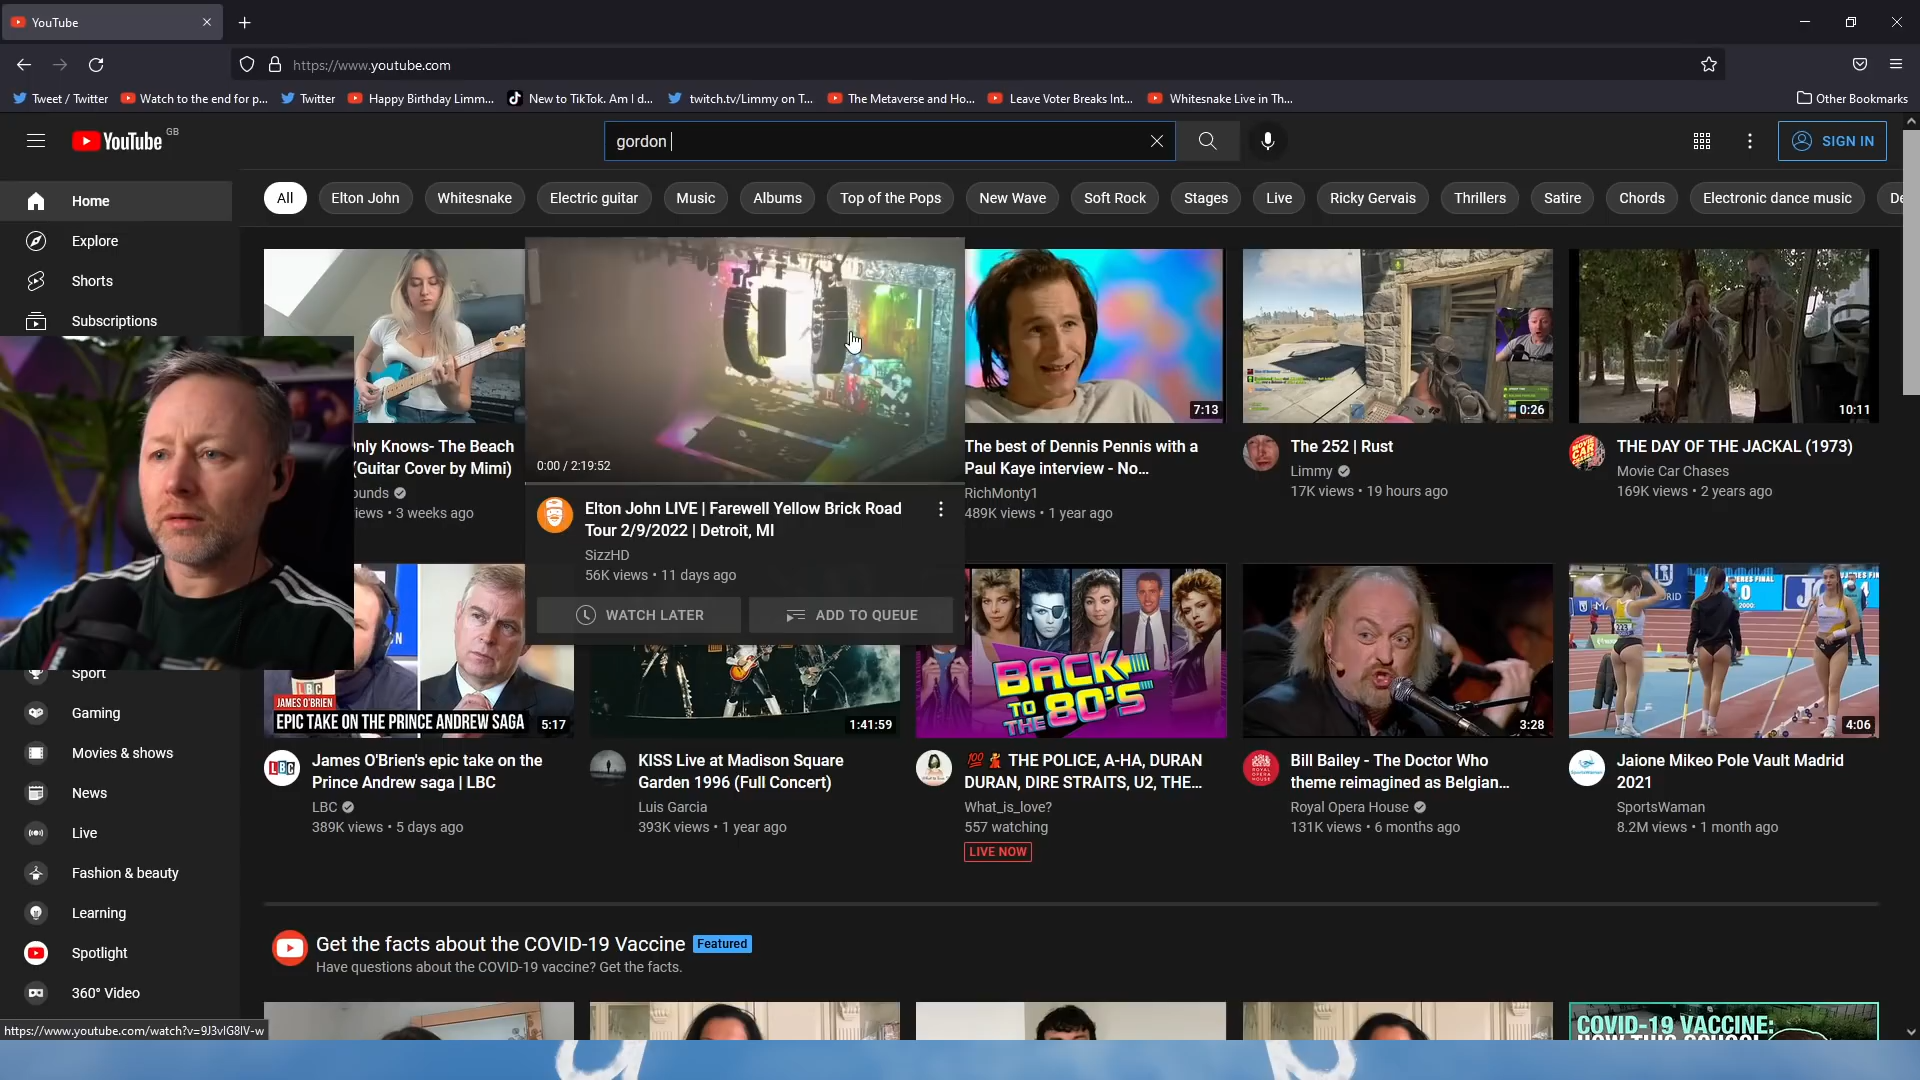 YouTube
https://www.youtube.com
Tweet / Twitter
Watch to the end for p...
Twitter
Happy Birthday Limm...
New to TikTok. Am I d...
twitch.tv/Limmy on T...
The Metaverse and Ho...
Leave Voter Breaks Int...
Whitesnake Live in Th...
Other Bookmarks
YouTube GB
gordon
SIGN IN
All
Elton John
Whitesnake
Electric guitar
Music
Albums
Top of the Pops
New Wave
Soft Rock
Stages
Live
Ricky Gervais
Thrillers
Satire
Chords
Electronic dance music
De
Home
Explore
Shorts
Subscriptions
Sport
Gaming
Movies & shows
News
Live
Fashion & beauty
Learning
Spotlight
360° Video
Only Knows- The Beach
(Guitar Cover by Mimi)
ounds
iews • 3 weeks ago
0:00 / 2:19:52
Elton John LIVE | Farewell Yellow Brick Road
Tour 2/9/2022 | Detroit, MI
SizzHD
56K views • 11 days ago
WATCH LATER
ADD TO QUEUE
7:13
The best of Dennis Pennis with a
Paul Kaye interview - No...
RichMonty1
489K views • 1 year ago
0:26
The 252 | Rust
Limmy
17K views • 19 hours ago
10:11
MOVIE CAR CHASES
THE DAY OF THE JACKAL (1973)
Movie Car Chases
169K views • 2 years ago
LBC
JAMES O'BRIEN
EPIC TAKE ON THE PRINCE ANDREW SAGA
5:17
LBC
James O'Brien's epic take on the
Prince Andrew saga | LBC
LBC
389K views • 5 days ago
1:41:59
KISS Live at Madison Square
Garden 1996 (Full Concert)
Luis Garcia
393K views • 1 year ago
BACK
TO
THE 80'S
💯💃 THE POLICE, A-HA, DURAN
DURAN, DIRE STRAITS, U2, THE...
What_is_love?
557 watching
LIVE NOW
3:28
ROYAL OPERA HOUSE
Bill Bailey - The Doctor Who
theme reimagined as Belgian...
Royal Opera House
131K views • 6 months ago
4:06
Jaione Mikeo Pole Vault Madrid
2021
SportsWaman
8.2M views • 1 month ago
Get the facts about the COVID-19 Vaccine
Featured
Have questions about the COVID-19 vaccine? Get the facts.
COVID-19 VACCINE:
HOW THIS SCHOOL
https://www.youtube.com/watch?v=9J3vlG8lV-w